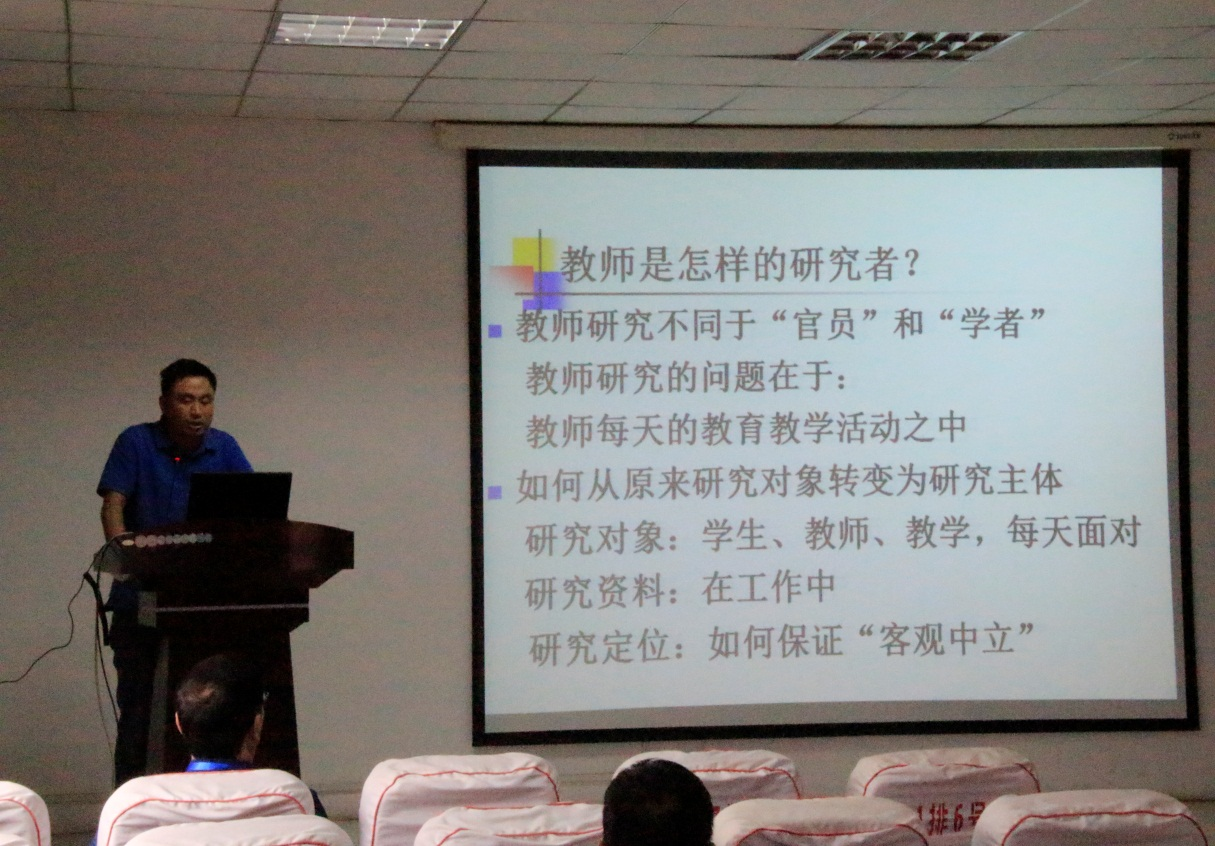 教师是怎样的研究者？
教师研究不同于“官员”和“学者”
教师研究的问题在于：
教师每天的教育教学活动之中
如何从原来研究对象转变为研究主体
研究对象：学生、教师、教学，每天面对
研究资料：在工作中
研究定位：如何保证“客观中立”
排6号